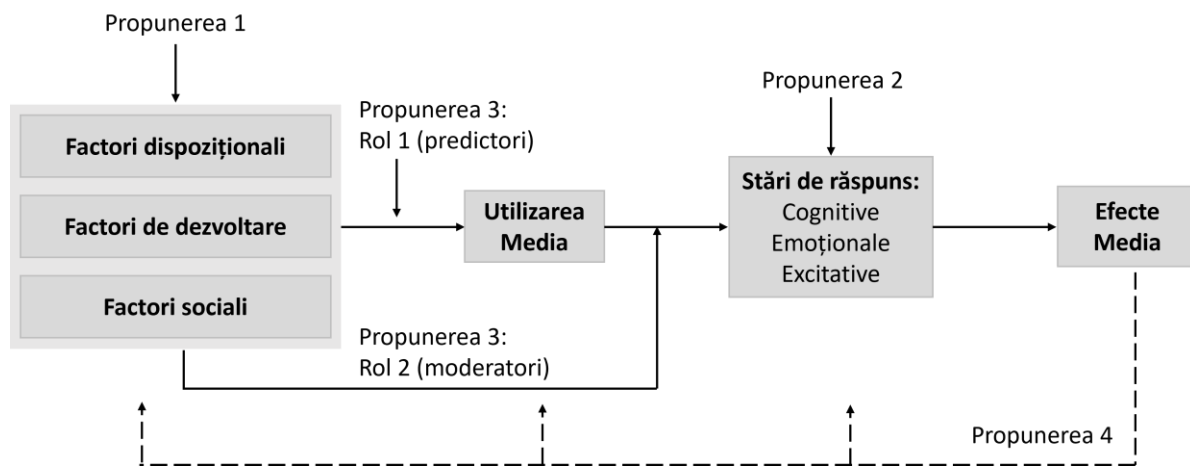 Propunerea 1
Factori dispoziționali
Factori de dezvoltare
Factori sociali
Propunerea 3:
Rol 1 (predictori)
Utilizarea
Media
Propunerea 3:
Rol 2 (moderatori)
Propunerea 2
Stări de răspuns:
Cognitive
Emoționale
Excitative
Efecte
Media
Propunerea 4